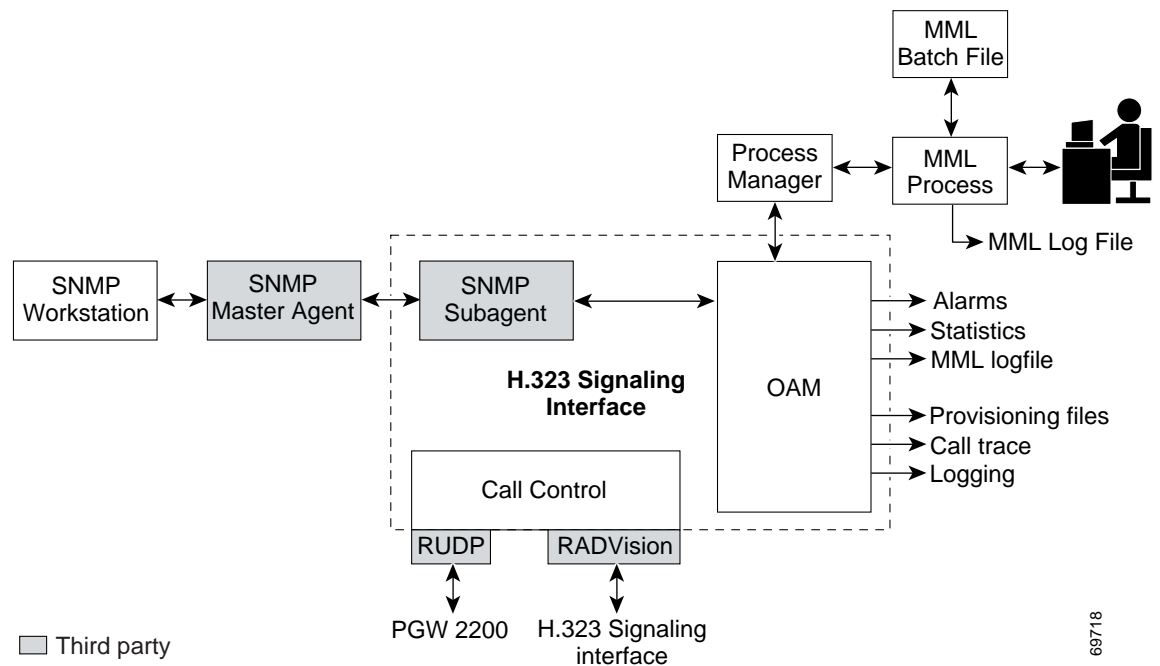 MML
Batch File
Process
Manager
MML
Process
MML Log File
SNMP
Workstation
SNMP
Master Agent
SNMP
Subagent
H.323 Signaling
Interface
OAM
Alarms
Statistics
MML logfile
Provisioning files
Call trace
Logging
Call Control
RUDP
RADVision
PGW 2200
H.323 Signaling
interface
Third party
69718